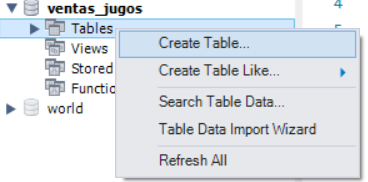 ventas_jugos
4
Tables
Create Table...
Views
Stored
Create Table Like...
Functio
Search Table Data...
world
Table Data Import Wizard
Refresh All